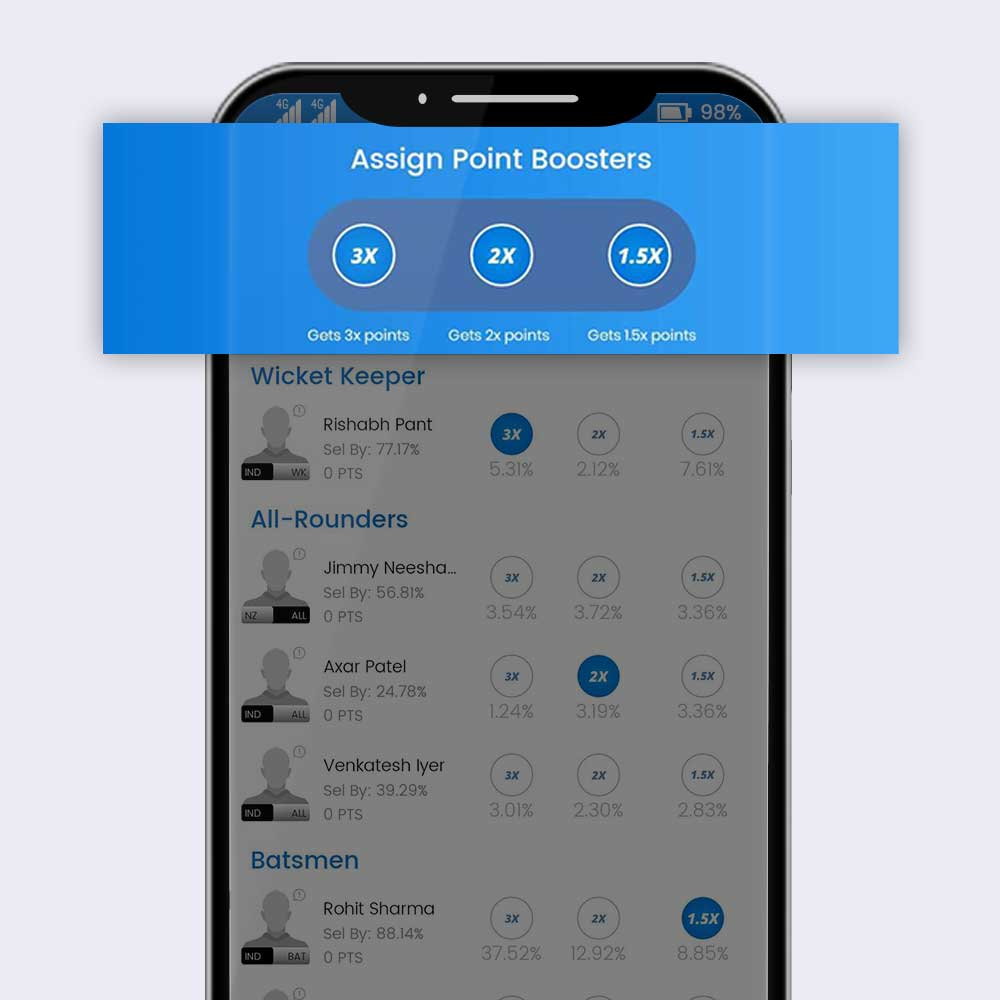 4G 4G 98%
Assign Point Boosters
3X 2X 1.5X
Gets 3x points Gets 2x points Gets 1.5x points
Wicket Keeper
Rishabh Pant 3X 2X 1.5X
Sel By: 77.17% 5.31% 2.12% 7.61%
IND WK 0 PTS
All-Rounders
Jimmy Neesha... 3X 2X 1.5X
Sel By: 56.81% 3.54% 3.72% 3.36%
NZ ALL 0 PTS
Axar Patel 3X 2X 1.5X
Sel By: 24.78% 1.24% 3.19% 3.36%
IND ALL 0 PTS
Venkatesh Iyer 3X 2X 1.5X
Sel By: 39.29% 3.01% 2.30% 2.83%
IND ALL 0 PTS
Batsmen
Rohit Sharma 3X 2X 1.5X
Sel By: 88.14% 37.52% 12.92% 8.85%
IND BAT 0 PTS